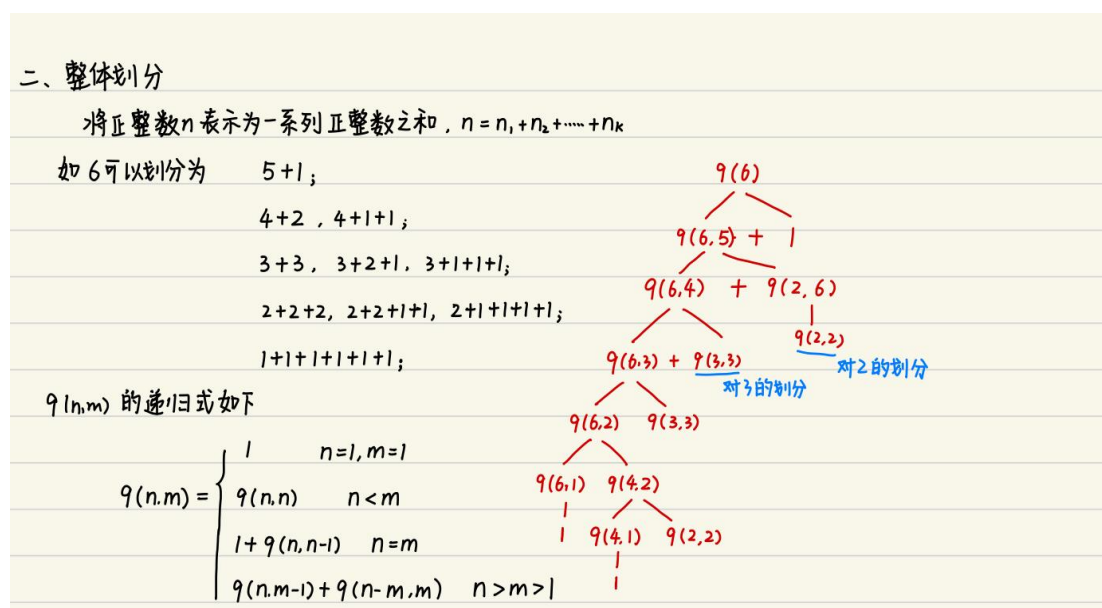 二、整体划分
将正整数n表示为一系列正整数之和，n=n₁+n₂+……+nₖ
如6可以划分为 5+1;
4+2，4+1+1;
3+3，3+2+1，3+1+1+1;
2+2+2，2+2+1+1，2+1+1+1+1;
1+1+1+1+1+1;
q(n,m)的递归式如下
q(n.m)=
1 n=1,m=1
q(n,n) n<m
1+q(n,n-1) n=m
q(n.m-1)+q(n-m,m) n>m>1
q(6)
q(6,5)+1
q(6,4)+q(2,6)
q(2,2)
对2的划分
q(6.3)+q(3,3)
对3的划分
q(6,2) q(3,3)
q(6,1) q(4.2)
1 q(4.1) q(2,2)
1